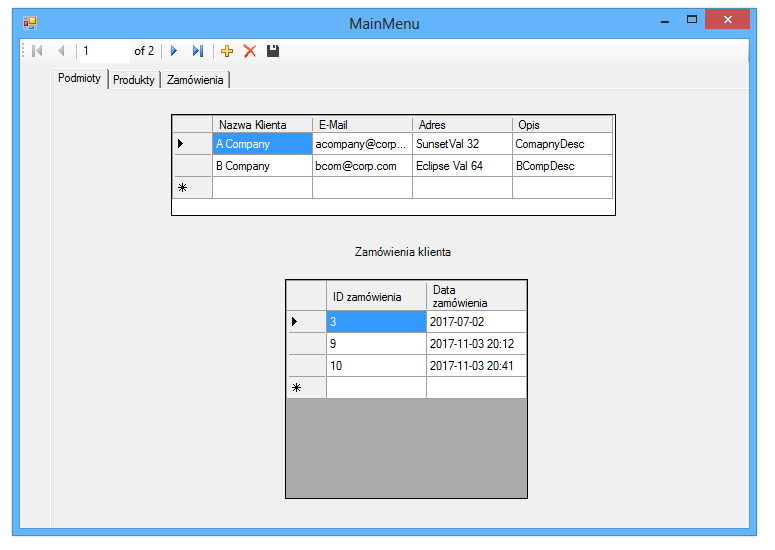 MainMenu
1 of 2
Podmioty Produkty Zamówienia
Nazwa Klienta E-Mail Adres Opis
A Company acompany@corp... SunsetVal 32 ComapnyDesc
B Company bcom@corp.com Eclipse Val 64 BCompDesc
Zamówienia klienta
ID zamówienia Data zamówienia
3 2017-07-02
9 2017-11-03 20:12
10 2017-11-03 20:41